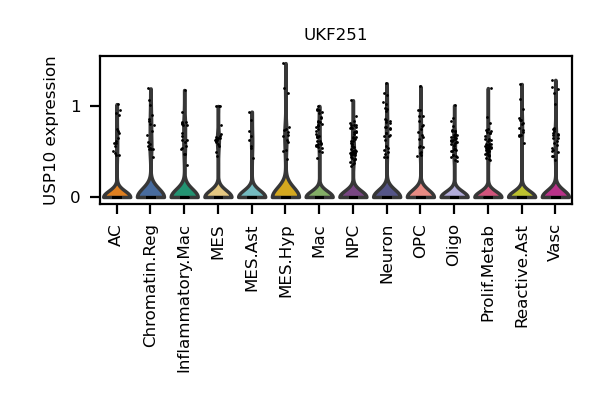 UKF251
USP10 expression
1
0
AC
Chromatin.Reg
Inflammatory.Mac
MES
MES.Ast
MES.Hyp
Mac
NPC
Neuron
OPC
Oligo
Prolif.Metab
Reactive.Ast
Vasc